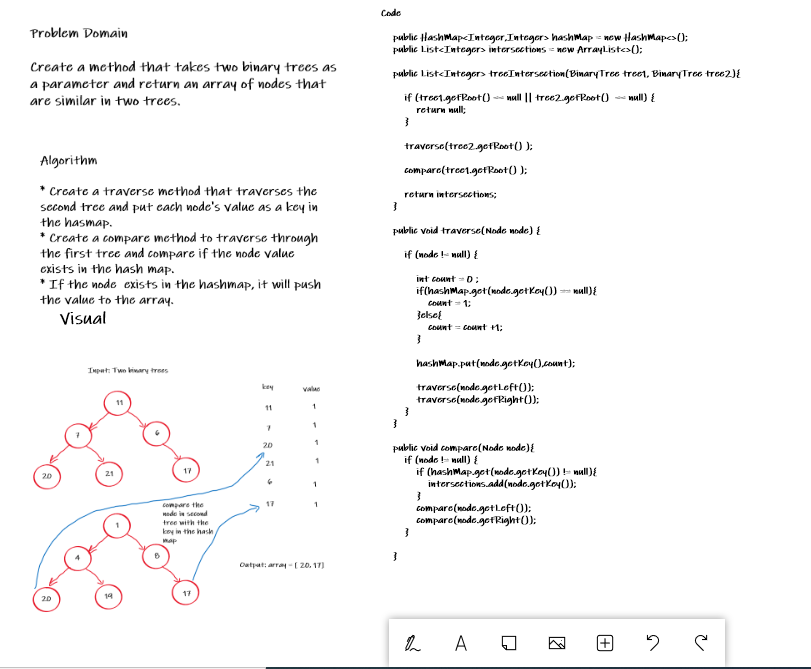 Problem Domain
Create a method that takes two binary trees as
a parameter and return an array of nodes that
are similar in two trees.
Algorithm
* Create a traverse method that traverses the
second tree and put each node's value as a key in
the hasmap.
* Create a compare method to traverse through
the first tree and compare if the node value
exists in the hash map.
* If the node exists in the hashmap, it will push
the value to the array.
Visual
Input: Two binary trees
11
7
6
20
21
17
key value
11 1
7 1
20 1
21 1
6 1
17 1
compare the
node in second
tree with the
key in the hash
map
1
4
8
20
19
17
Output: array = [ 20, 17]
Code
public HashMap<Integer,Integer> hashMap = new HashMap<>();
public List<Integer> intersections = new ArrayList<>();
public List<Integer> treeIntersection(BinaryTree tree1, BinaryTree tree2){
if (tree1.getRoot() == null || tree2.getRoot() == null) {
return null;
}
traverse(tree2.getRoot() );
compare(tree1.getRoot() );
return intersections;
}
public void traverse(Node node) {
if (node != null) {
int count = 0 ;
if(hashMap.get(node.getKey()) == null){
count = 1;
}else{
count = count +1;
}
hashMap.put(node.getKey(),count);
traverse(node.getLeft());
traverse(node.getRight());
}
}
public void compare(Node node){
if (node != null) {
if (hashMap.get(node.getKey()) != null){
intersections.add(node.getKey());
}
compare(node.getLeft());
compare(node.getRight());
}
}
A